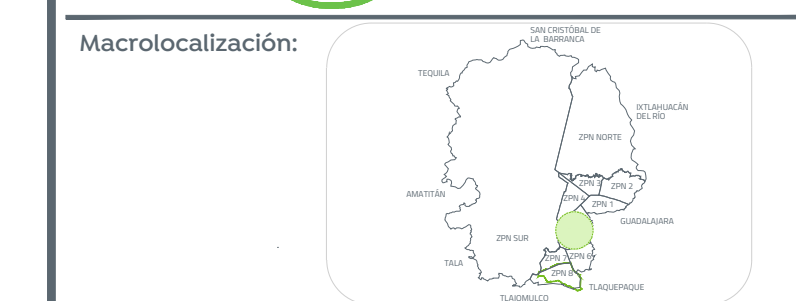 Macrolocalización:
SAN CRISTÓBAL DE
LA BARRANCA
TEQUILA
IXTLAHUACÁN
DEL RÍO
ZPN NORTE
ZPN 3
ZPN 2
AMATITÁN
ZPN 4
ZPN 1
GUADALAJARA
ZPN SUR
ZPN 7
ZPN 6
TALA
ZPN 8
TLAQUEPAQUE
TLAJOMULCO